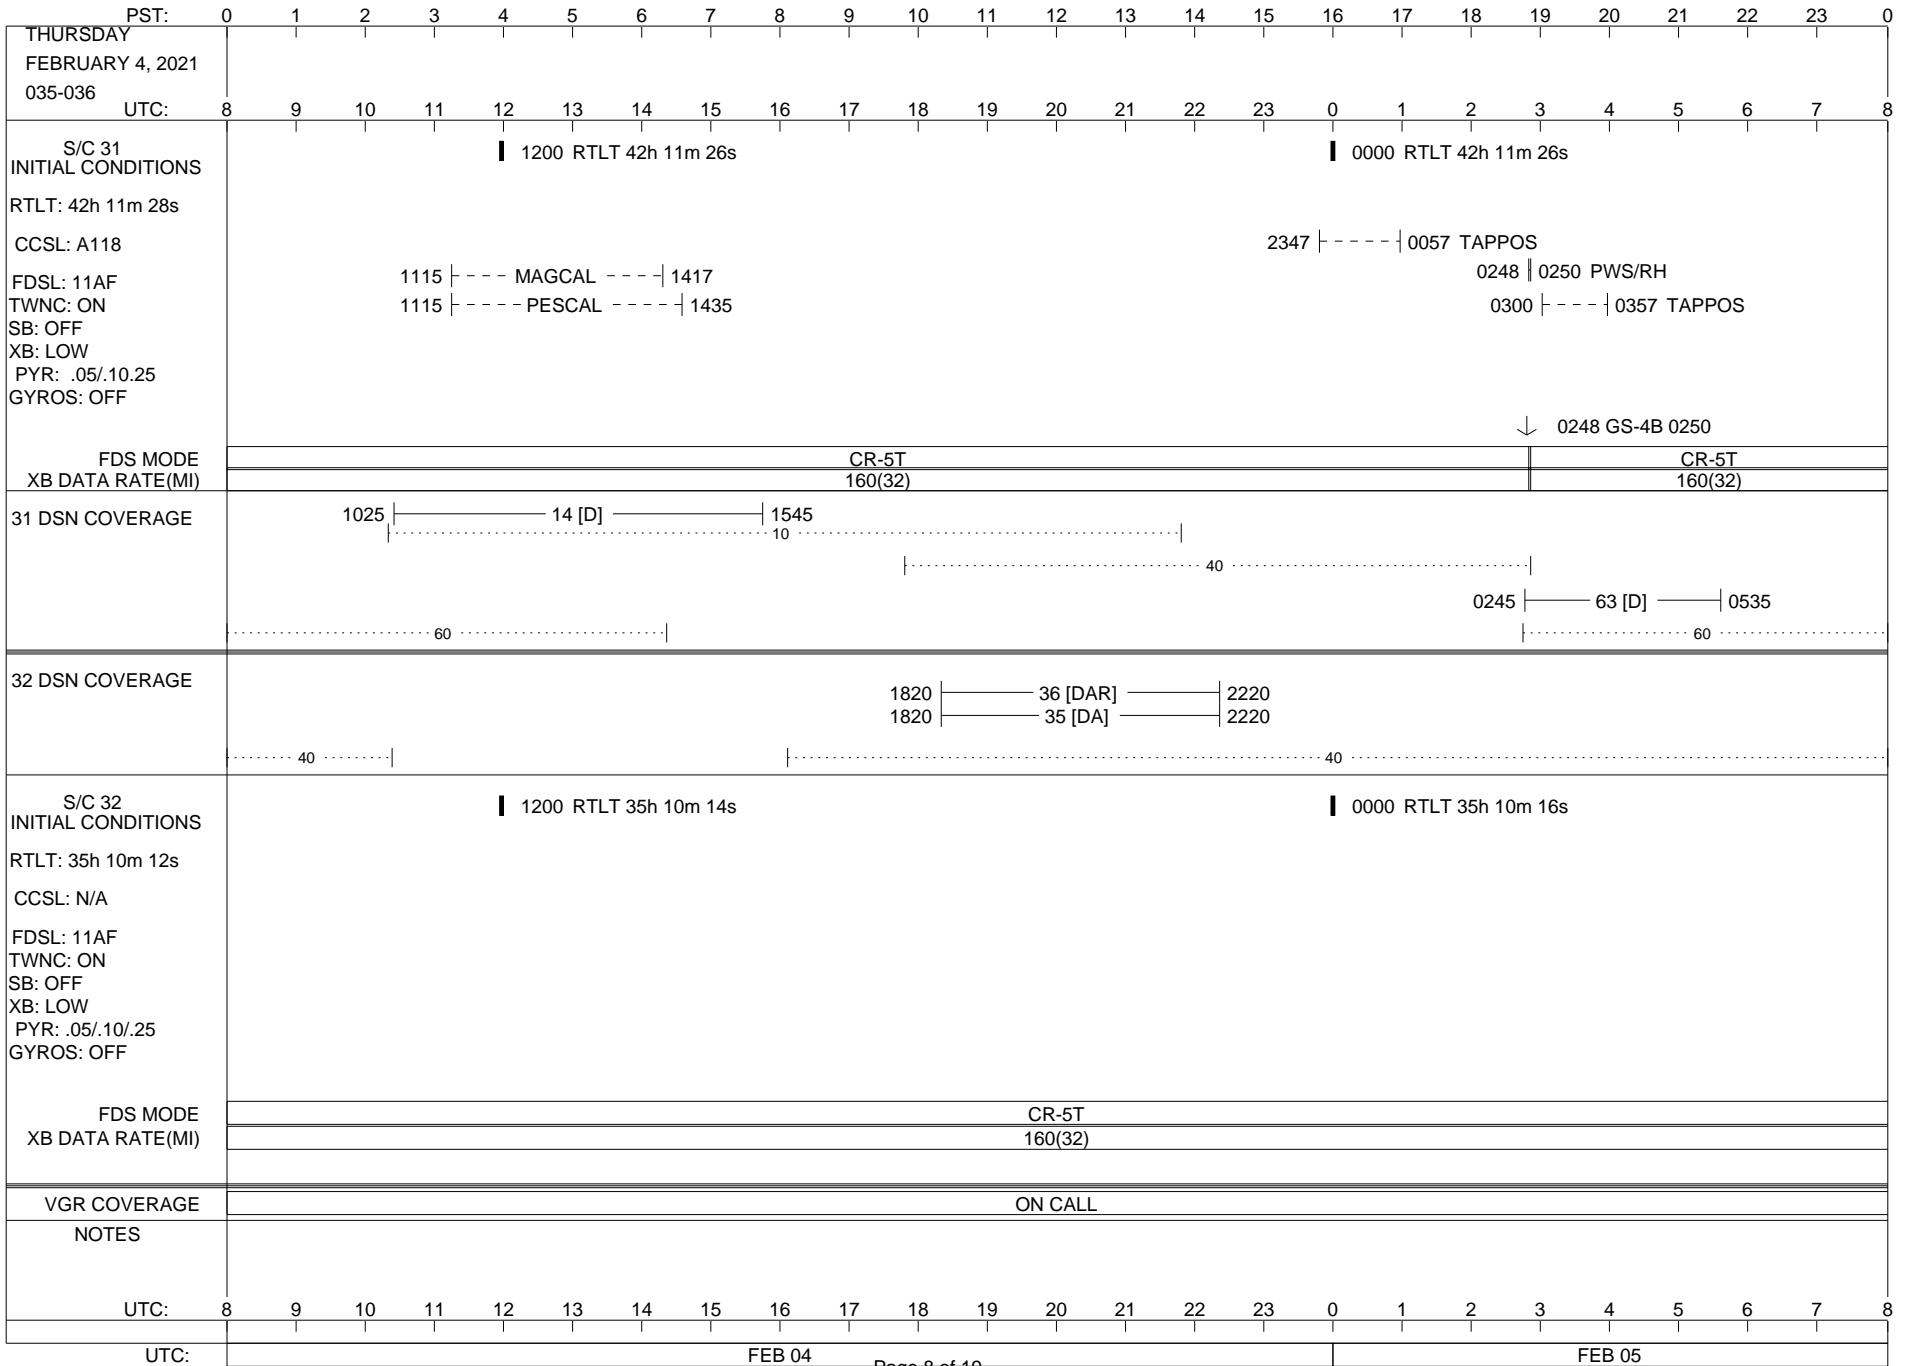 PST: 0 1 2 3 4 5 6 7 8 9 10 11 12 13 14 15 16 17 18 19 20 21 22 23 0
THURSDAY
FEBRUARY 4, 2021
035-036
UTC: 8 9 10 11 12 13 14 15 16 17 18 19 20 21 22 23 0 1 2 3 4 5 6 7 8
S/C 31
INITIAL CONDITIONS
1200 RTLT 42h 11m 26s
0000 RTLT 42h 11m 26s
RTLT: 42h 11m 28s
CCSL: A118
2347 0057 TAPPOS
FDSL: 11AF
1115 MAGCAL 1417
0248 0250 PWS/RH
TWNC: ON
1115 PESCAL 1435
0300 0357 TAPPOS
SB: OFF
XB: LOW
PYR: .05/.10.25
GYROS: OFF
0248 GS-4B 0250
FDS MODE CR-5T CR-5T
XB DATA RATE(MI) 160(32) 160(32)
31 DSN COVERAGE
1025 14 [D] 1545
10
40
0245 63 [D] 0535
60 60
32 DSN COVERAGE
1820 36 [DAR] 2220
1820 35 [DA] 2220
40 40
S/C 32
INITIAL CONDITIONS
1200 RTLT 35h 10m 14s
0000 RTLT 35h 10m 16s
RTLT: 35h 10m 12s
CCSL: N/A
FDSL: 11AF
TWNC: ON
SB: OFF
XB: LOW
PYR: .05/.10/.25
GYROS: OFF
FDS MODE CR-5T
XB DATA RATE(MI) 160(32)
VGR COVERAGE ON CALL
NOTES
UTC: 8 9 10 11 12 13 14 15 16 17 18 19 20 21 22 23 0 1 2 3 4 5 6 7 8
UTC: FEB 04 FEB 05
Page 8 of 19